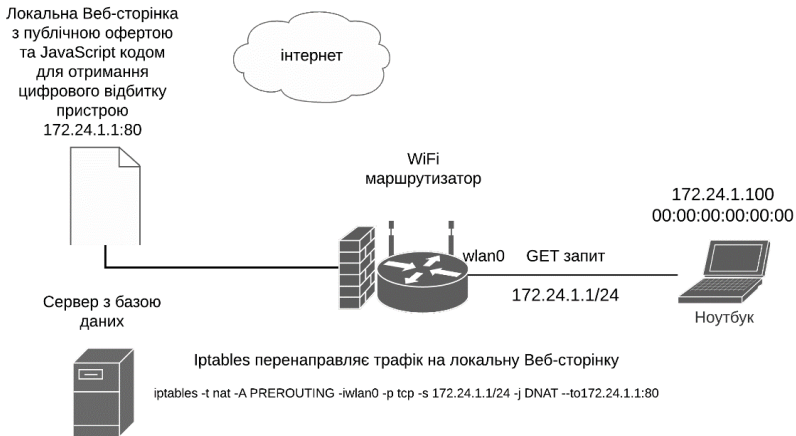 Локальна Веб-сторінка
з публічною офертою
та JavaScript кодом
для отримання
цифрового відбитку
пристрою
172.24.1.1:80
інтернет
WiFi
маршрутизатор
172.24.1.100
00:00:00:00:00:00
wlan0
GET запит
172.24.1.1/24
Ноутбук
Сервер з базою
даних
Iptables перенаправляє трафік на локальну Веб-сторінку
iptables -t nat -A PREROUTING -iwlan0 -p tcp -s 172.24.1.1/24 -j DNAT --to172.24.1.1:80